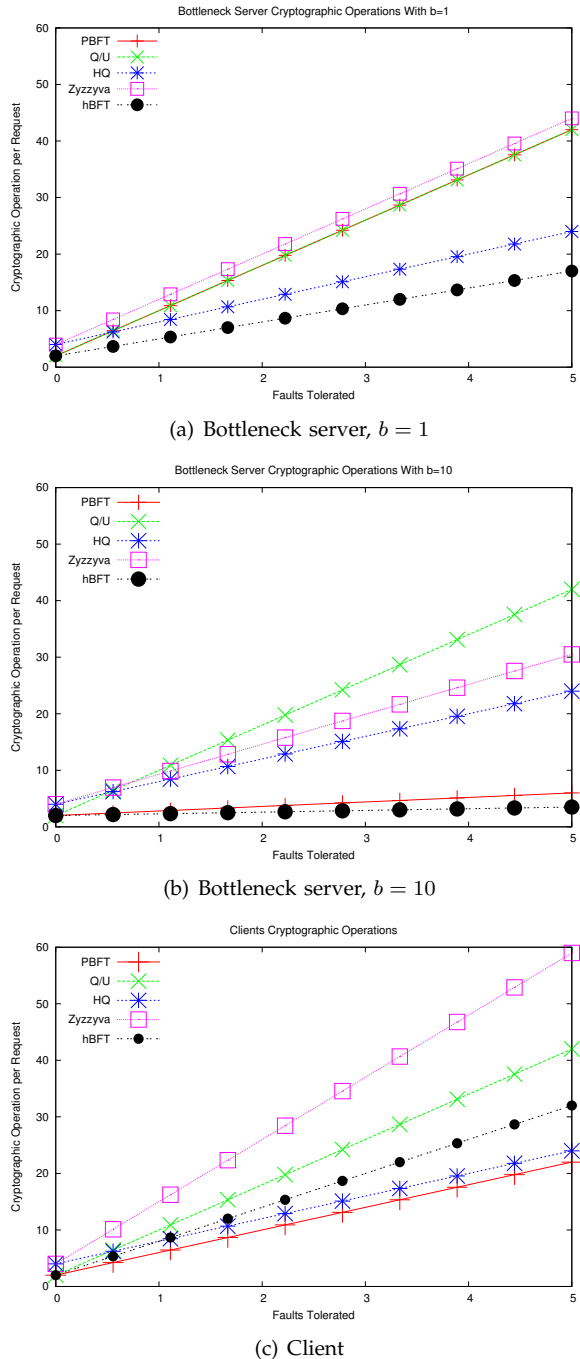 Bottleneck Server Cryptographic Operations With b=1
60
50
40
30
20
10
0
Cryptographic Operation per Request
PBFT
Q/U
HQ
Zyzzyva
hBFT
0 1 2 3 4 5
Faults Tolerated
(a) Bottleneck server, b = 1
Bottleneck Server Cryptographic Operations With b=10
60
50
40
30
20
10
0
Cryptographic Operation per Request
PBFT
Q/U
HQ
Zyzzyva
hBFT
0 1 2 3 4 5
Faults Tolerated
(b) Bottleneck server, b = 10
Clients Cryptographic Operations
60
50
40
30
20
10
0
Cryptographic Operation per Request
PBFT
Q/U
HQ
Zyzzyva
hBFT
0 1 2 3 4 5
Faults Tolerated
(c) Client